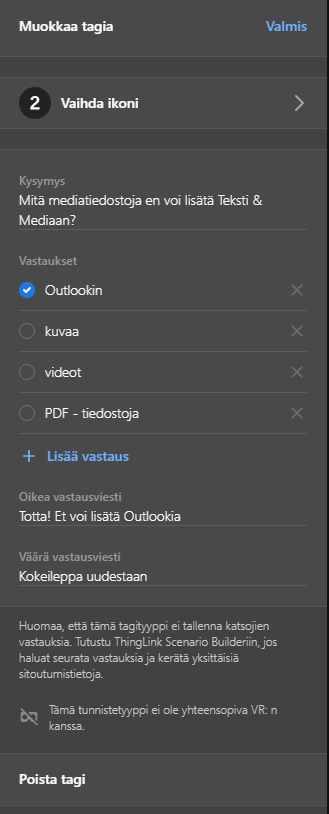 Muokkaa tagia
Valmis
2
Vaihda ikoni
Kysymys
Mitä mediatiedostoja en voi lisätä Teksti &
Mediaan?
Vastaukset
Outlookin
kuvaa
videot
PDF - tiedostoja
Lisää vastaus
Oikea vastausviesti
Totta! Et voi lisätä Outlookia
Väärä vastausviesti
Kokeileppa uudestaan
Huomaa, että tämä tagityyppi ei tallenna katsojien
vastauksia. Tutustu ThingLink Scenario Builderiin, jos
haluat seurata vastauksia ja kerätä yksittäisiä
sitoutumistietoja.
Tämä tunnistetyyppi ei ole yhteensopiva VR: n
kanssa.
Poista tagi